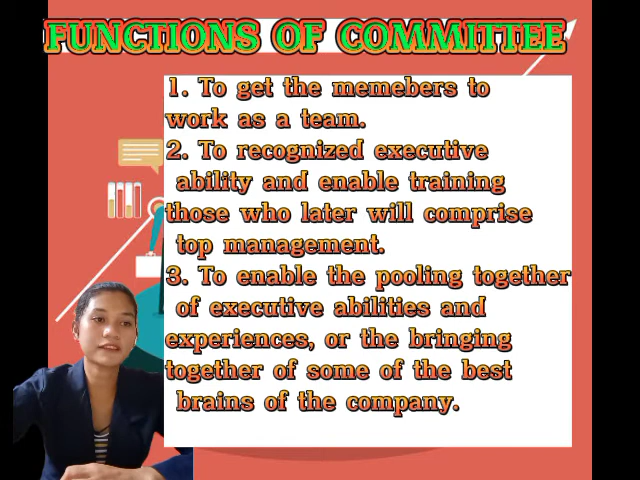 FUNCTIONS OF COMMITTEE
1. To get the memebers to
work as a team.
2. To recognized executive
ability and enable training
those who later will comprise
top management.
3. To enable the pooling together
of executive abilities and
experiences, or the bringing
together of some of the best
brains of the company.